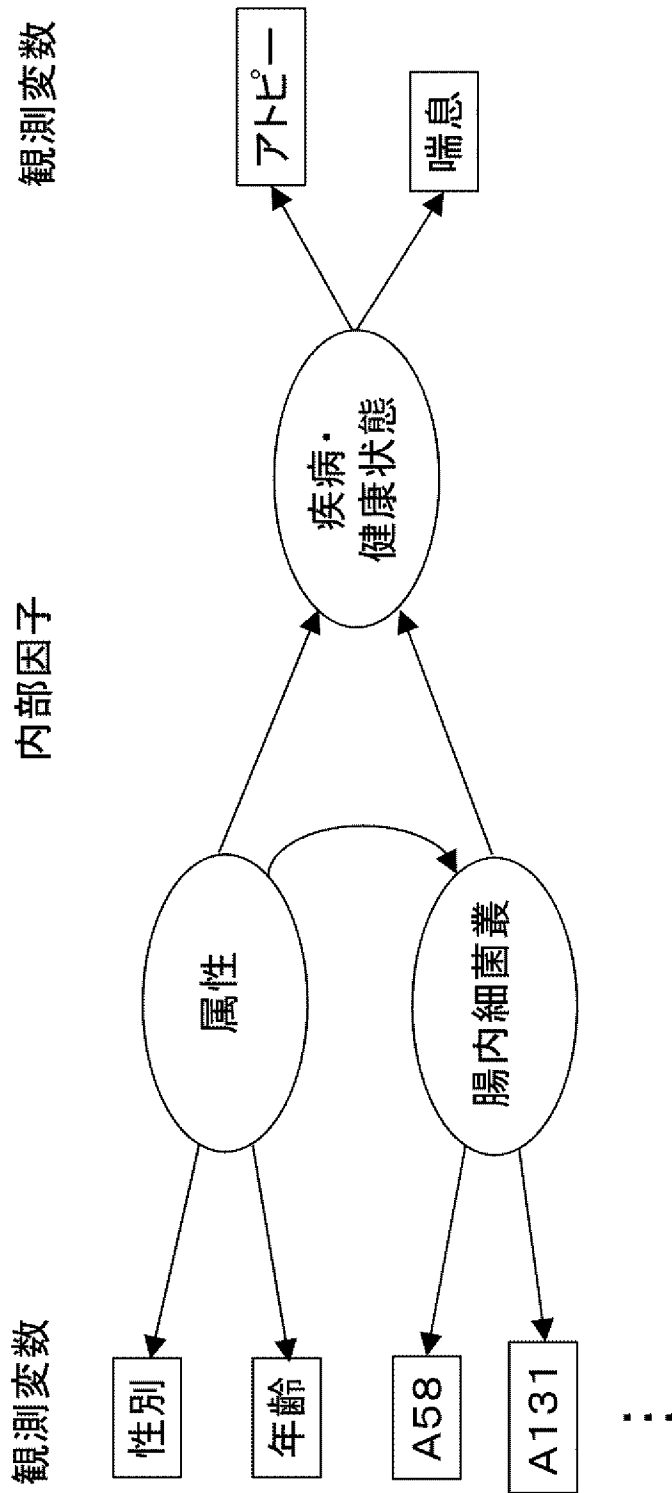 観測変数
内部因子
観測変数
性別
年齢
A58
A131
⋮
属性
腸内細菌叢
疾病・
健康状態
アトピー
喘息